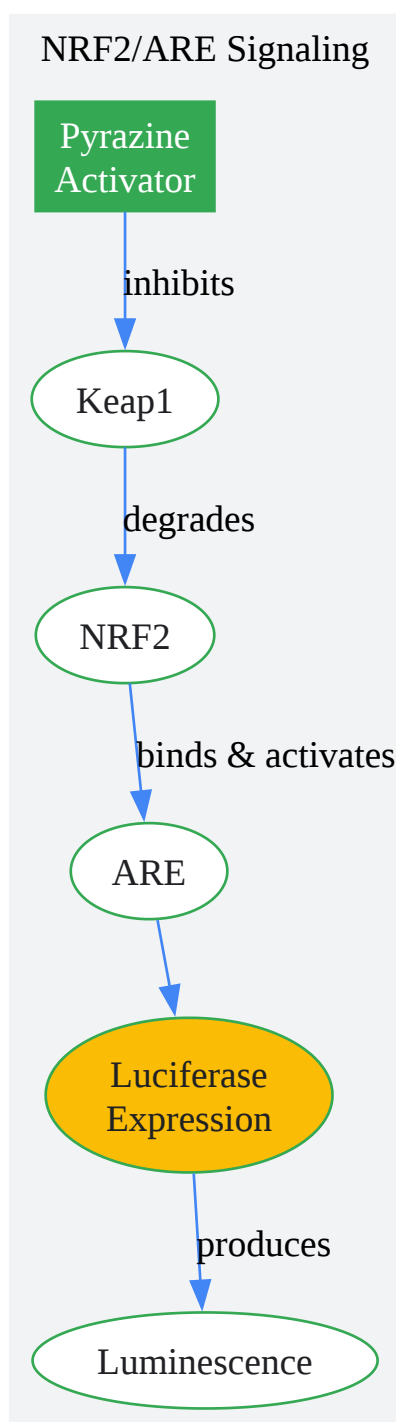 NRF2/ARE Signaling
Pyrazine
Activator
inhibits
Keap1
degrades
NRF2
binds & activates
ARE
Luciferase
Expression
produces
Luminescence